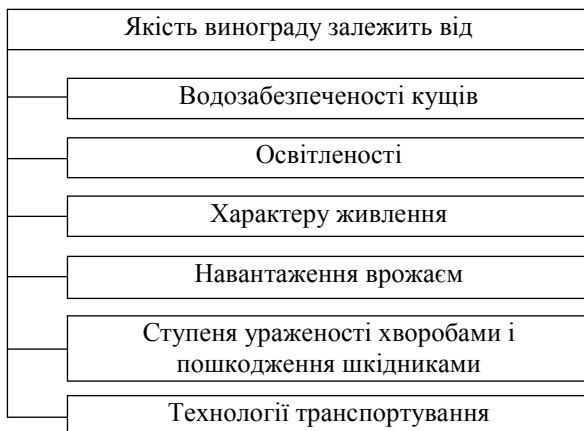 Якість винограду залежить від
Водозабезпеченості кущів
Освітленості
Характеру живлення
Навантаження врожаєм
Ступеня ураженості хворобами і
пошкодження шкідниками
Технології транспортування